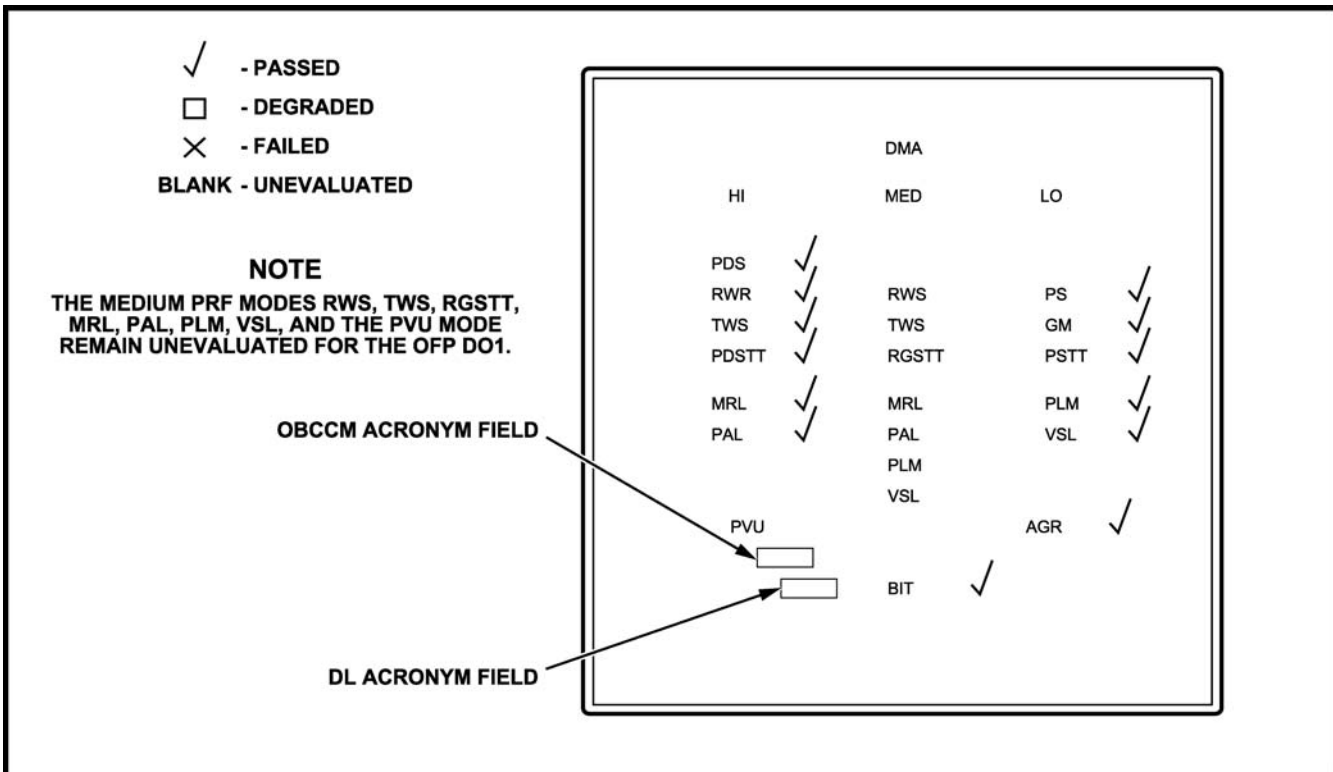 - PASSED
- DEGRADED
- FAILED
BLANK - UNEVALUATED
NOTE
THE MEDIUM PRF MODES RWS, TWS, RGSTT,
MRL, PAL, PLM, VSL, AND THE PVU MODE
REMAIN UNEVALUATED FOR THE OFP DO1.
OBCCM ACRONYM FIELD
DL ACRONYM FIELD
DMA
HI MED LO
PDS
RWR RWS PS
TWS TWS GM
PDSTT RGSTT PSTT
MRL MRL PLM
PAL PAL VSL
PLM
VSL
PVU AGR
BIT